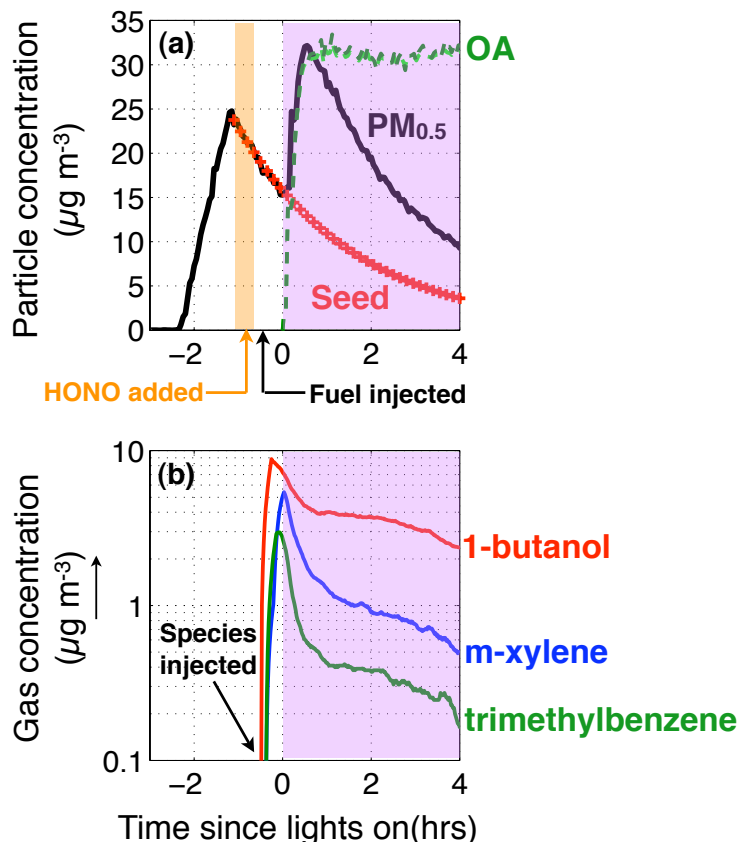 (a)
OA
PM0.5
Seed
Particle concentration
(µg m-3)
35
30
25
20
15
10
5
0
−2 0 2 4
HONO added
Fuel injected
(b)
Gas concentration
(µg m-3)
10
1
0.1
1-butanol
Species
injected
m-xylene
trimethylbenzene
−2 0 2 4
Time since lights on(hrs)